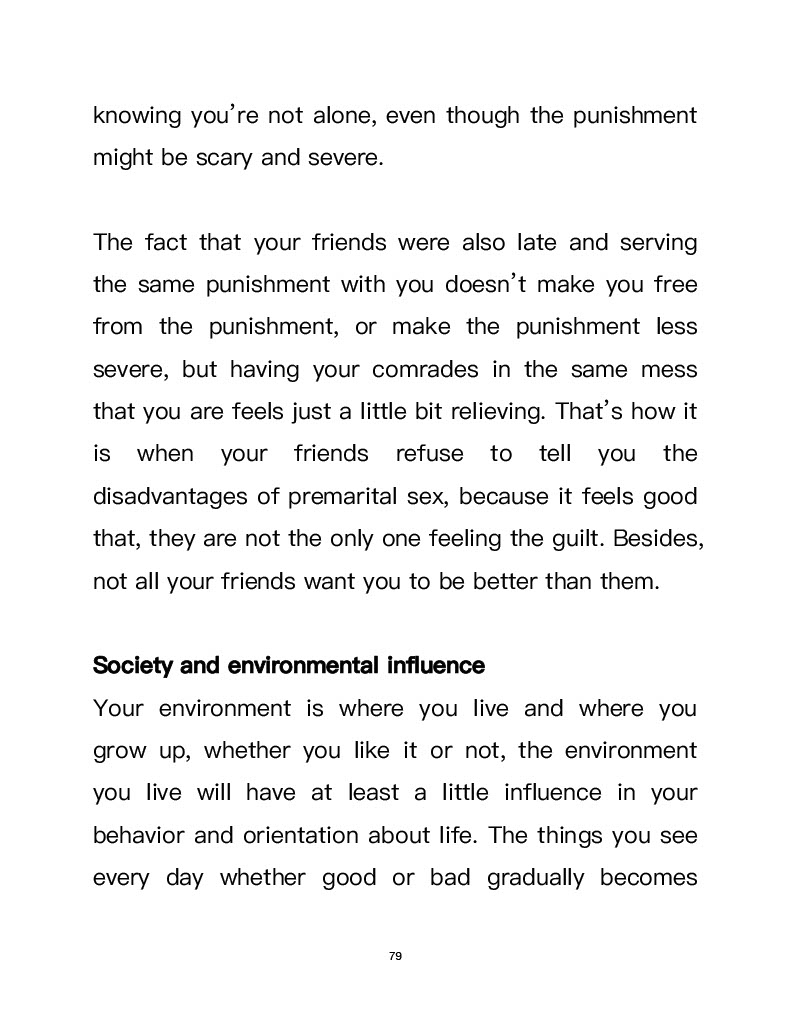 knowing you’re not alone, even though the punishment
might be scary and severe.
The fact that your friends were also late and serving
the same punishment with you doesn’t make you free
from the punishment, or make the punishment less
severe, but having your comrades in the same mess
that you are feels just a little bit relieving. That’s how it
is when your friends refuse to tell you the
disadvantages of premarital sex, because it feels good
that, they are not the only one feeling the guilt. Besides,
not all your friends want you to be better than them.
Society and environmental influence
Your environment is where you live and where you
grow up, whether you like it or not, the environment
you live will have at least a little influence in your
behavior and orientation about life. The things you see
every day whether good or bad gradually becomes
79